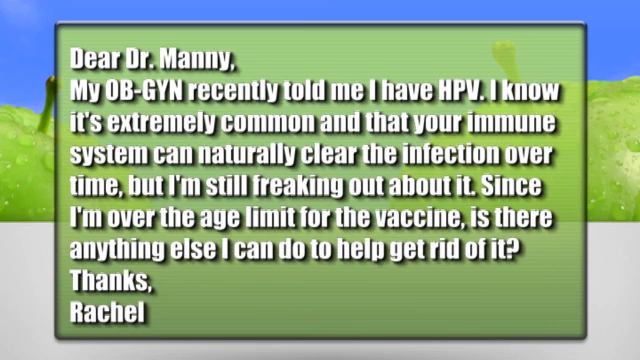 Dear Dr. Manny,
My OB-GYN recently told me I have HPV. I know
it's extremely common and that your immune
system can naturally clear the infection over
time, but I'm still freaking out about it. Since
I'm over the age limit for the vaccine, is there
anything else I can do to help get rid of it?
Thanks,
Rachel